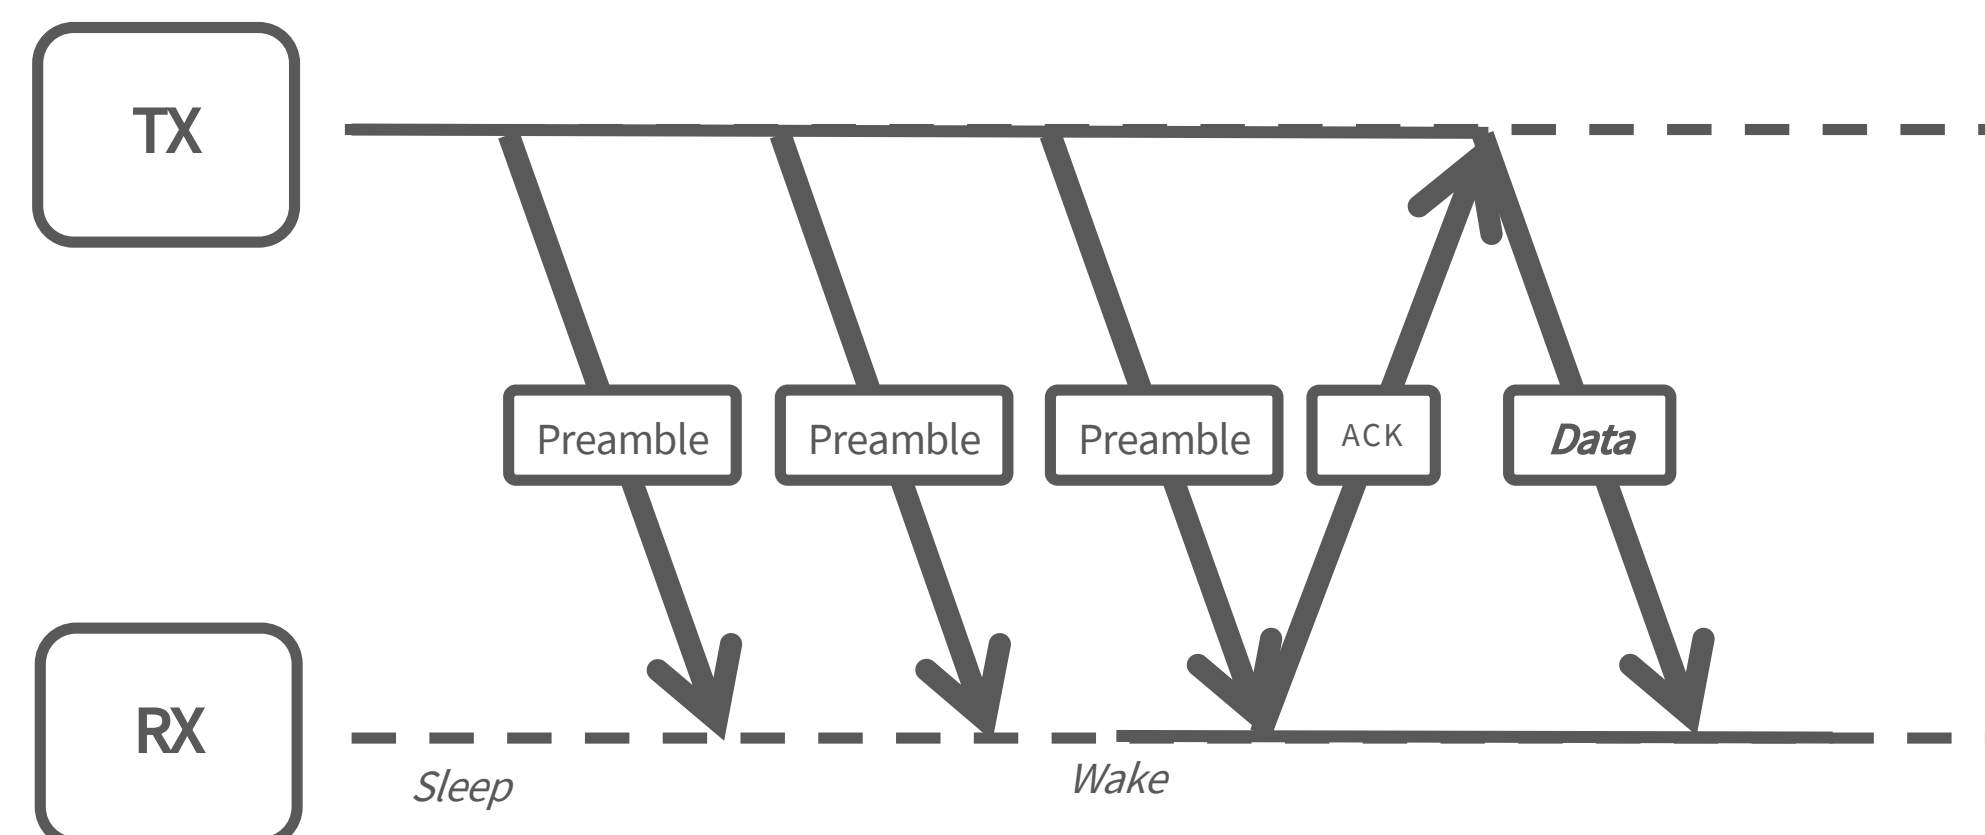 TX
Preamble
Preamble
Preamble
ACK
Data
RX
Sleep
Wake